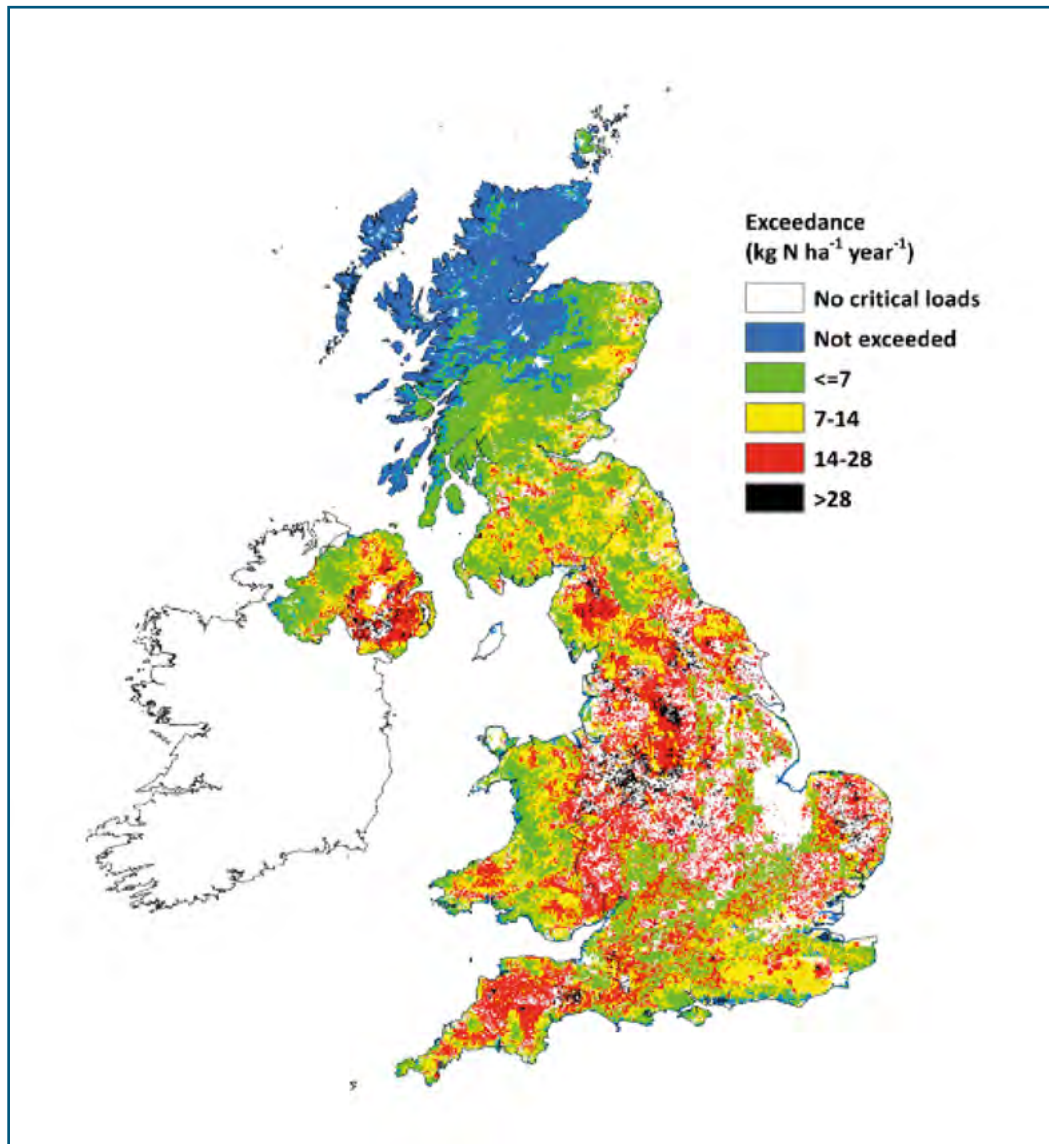 Exceedance
(kg N ha⁻¹ year⁻¹)
No critical loads
Not exceeded
<=7
7-14
14-28
>28